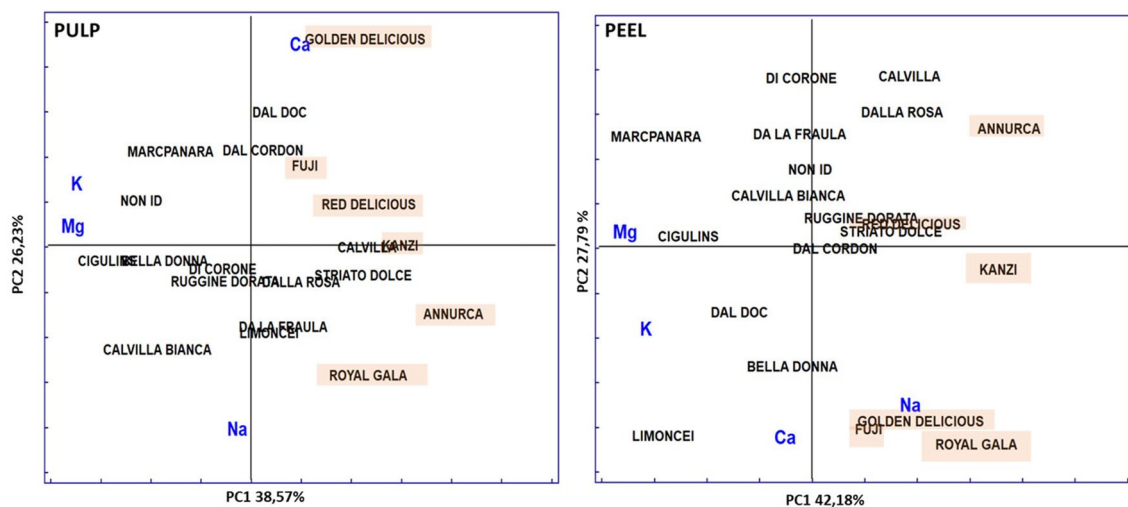 PULP
Ca
GOLDEN DELICIOUS
DAL DOC
MARCPANARA
DAL CORDON
FUJI
K
NON ID
RED DELICIOUS
Mg
CALVILLA
KANZI
CIGULINS
BELLA DONNA
DI CORONE
STRIATO DOLCE
RUGGINE DORATA
DALLA ROSA
ANNURCA
DA LA FRAULA
LIMONCEI
CALVILLA BIANCA
ROYAL GALA
Na
PC2 26,23%
PC1 38,57%
PEEL
DI CORONE
CALVILLA
DALLA ROSA
ANNURCA
MARCPANARA
DA LA FRAULA
NON ID
CALVILLA BIANCA
RUGGINE DORATA
RED DELICIOUS
Mg
CIGULINS
STRIATO DOLCE
DAL CORDON
KANZI
DAL DOC
K
BELLA DONNA
Na
GOLDEN DELICIOUS
FUJI
LIMONCEI
Ca
ROYAL GALA
PC2 27,79 %
PC1 42,18%